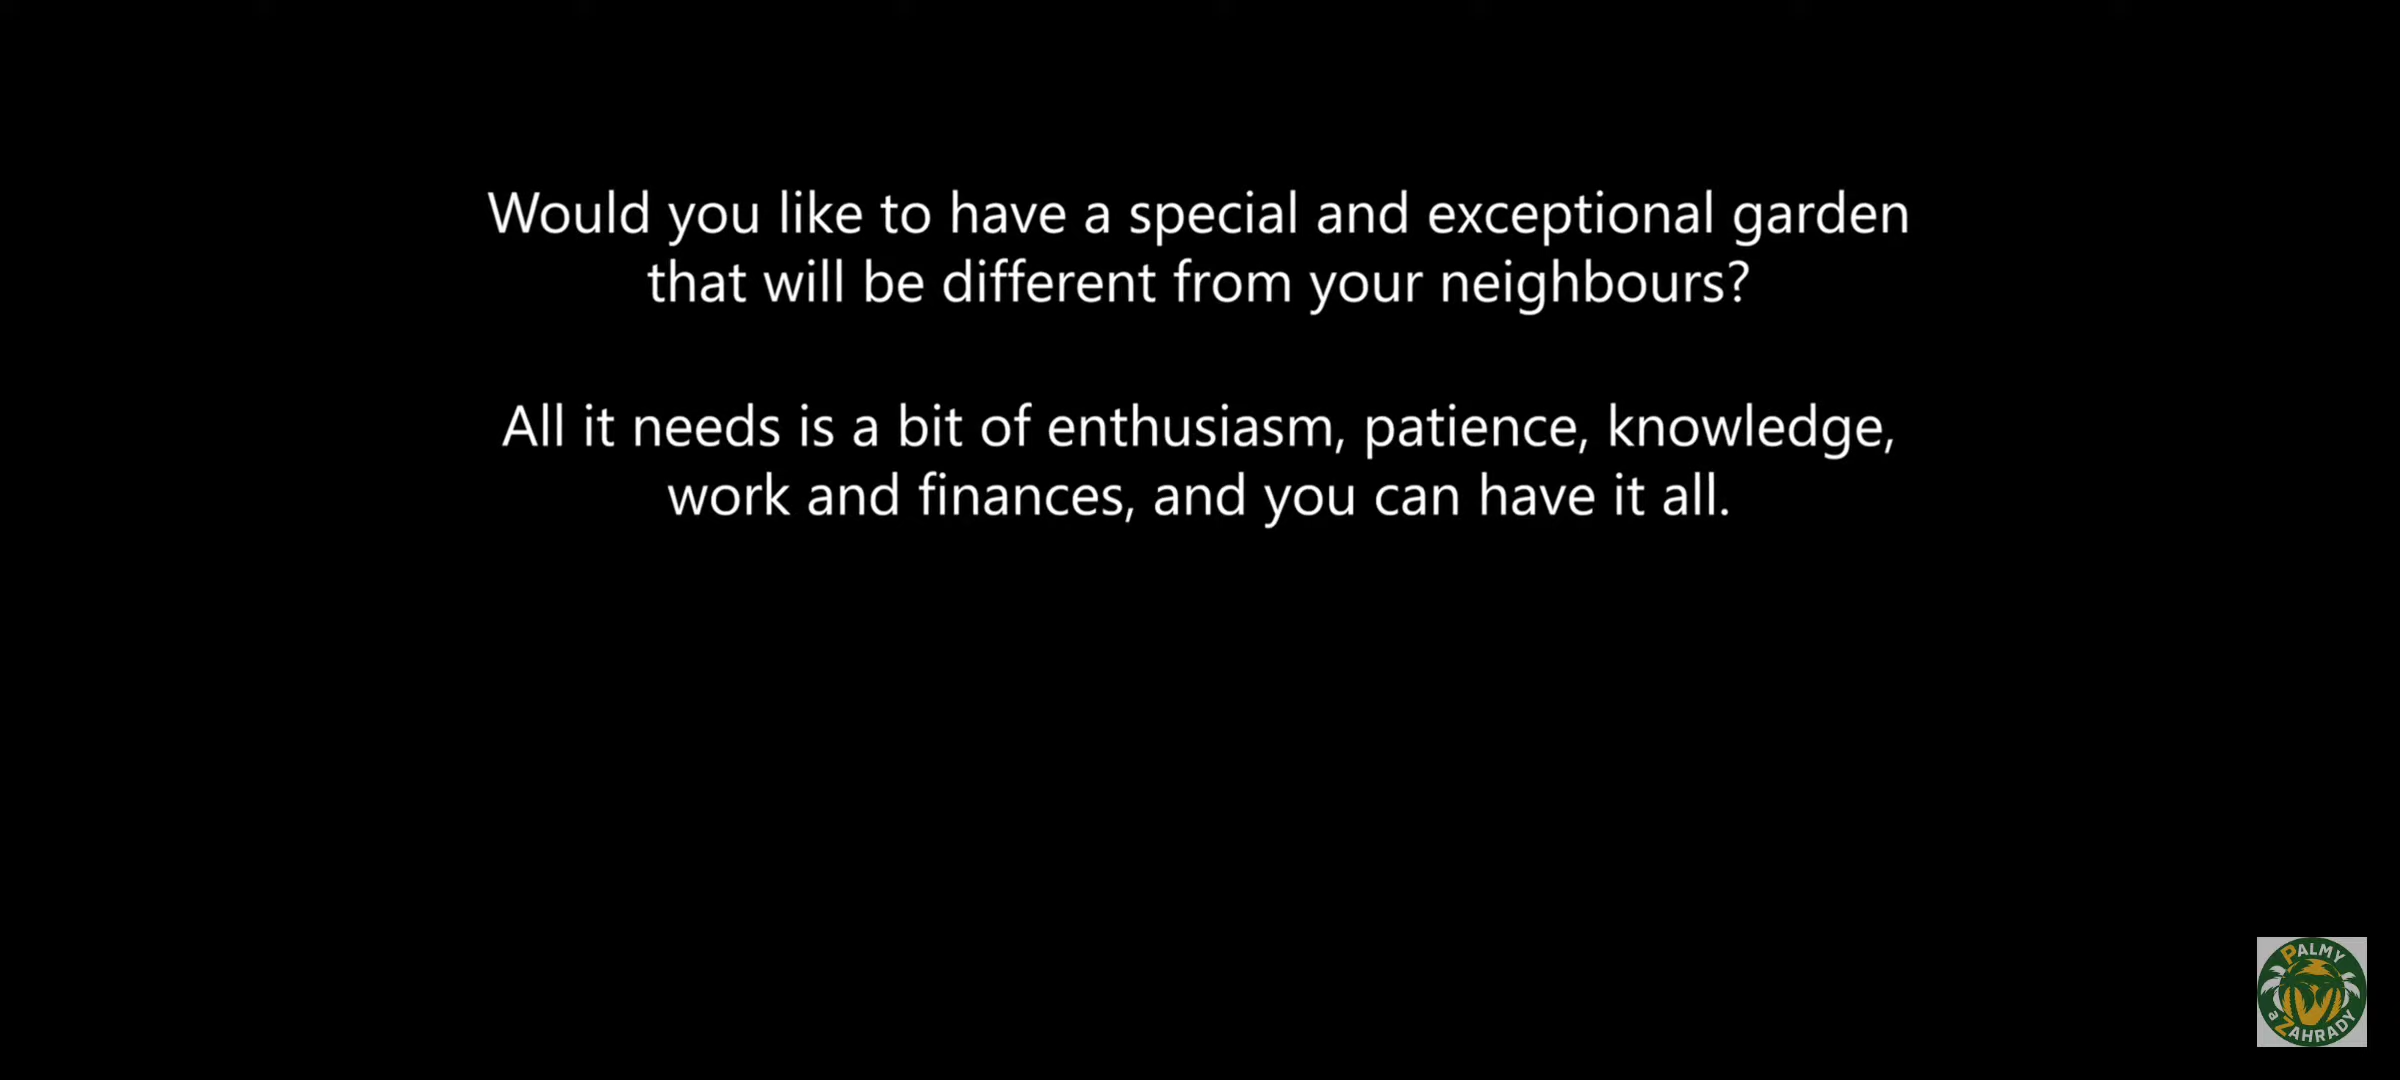 Would you like to have a special and exceptional garden
that will be different from your neighbours?
All it needs is a bit of enthusiasm, patience, knowledge,
work and finances, and you can have it all.
PALMY
a ZAHRADY